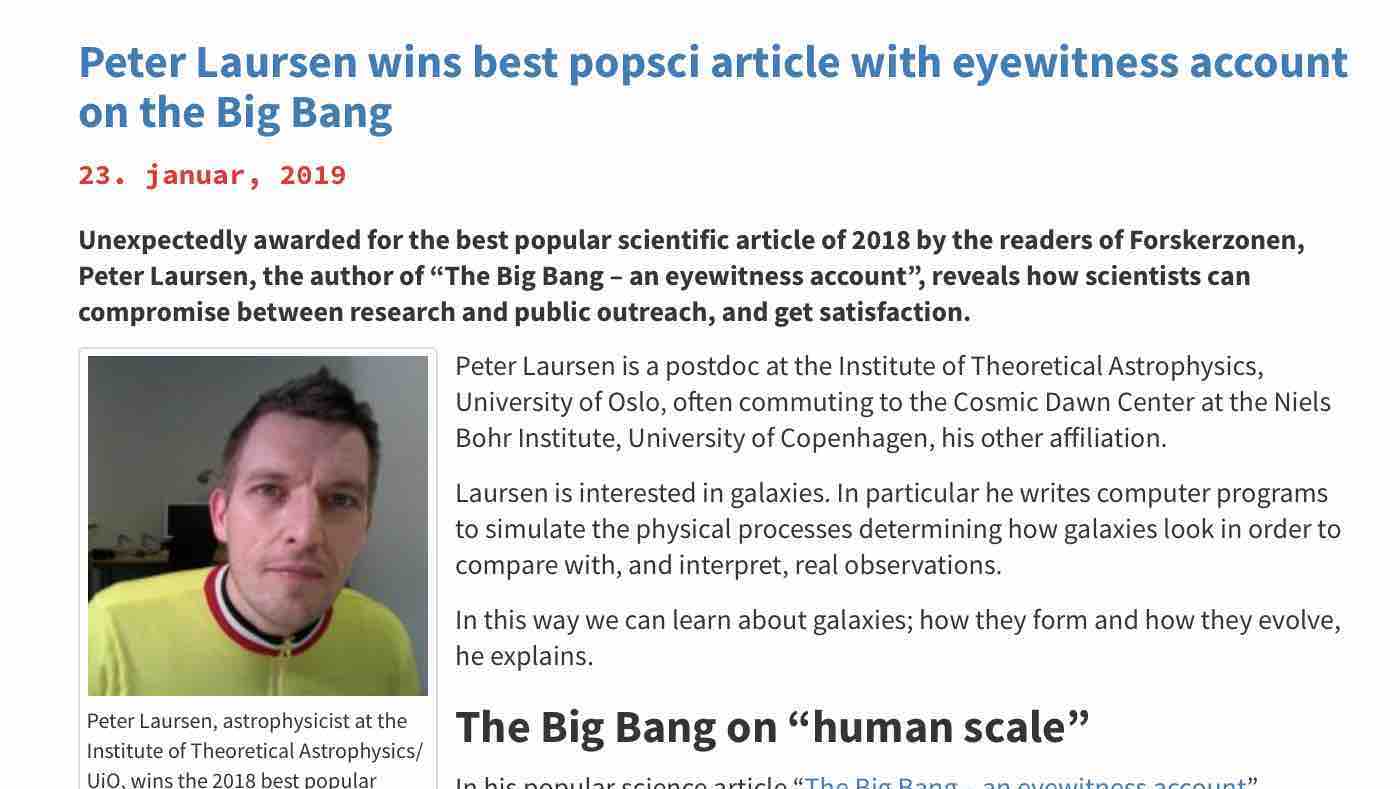 Peter Laursen wins best popsci article with eyewitness account
on the Big Bang
23. januar, 2019
Unexpectedly awarded for the best popular scientific article of 2018 by the readers of Forskerzonen,
Peter Laursen, the author of “The Big Bang – an eyewitness account”, reveals how scientists can
compromise between research and public outreach, and get satisfaction.
Peter Laursen is a postdoc at the Institute of Theoretical Astrophysics,
University of Oslo, often commuting to the Cosmic Dawn Center at the Niels
Bohr Institute, University of Copenhagen, his other affiliation.
Laursen is interested in galaxies. In particular he writes computer programs
to simulate the physical processes determining how galaxies look in order to
compare with, and interpret, real observations.
In this way we can learn about galaxies; how they form and how they evolve,
he explains.
Peter Laursen, astrophysicist at the
Institute of Theoretical Astrophysics/
UiO, wins the 2018 best popular
The Big Bang on “human scale”
In his popular science article “The Big Bang – an eyewitness account”